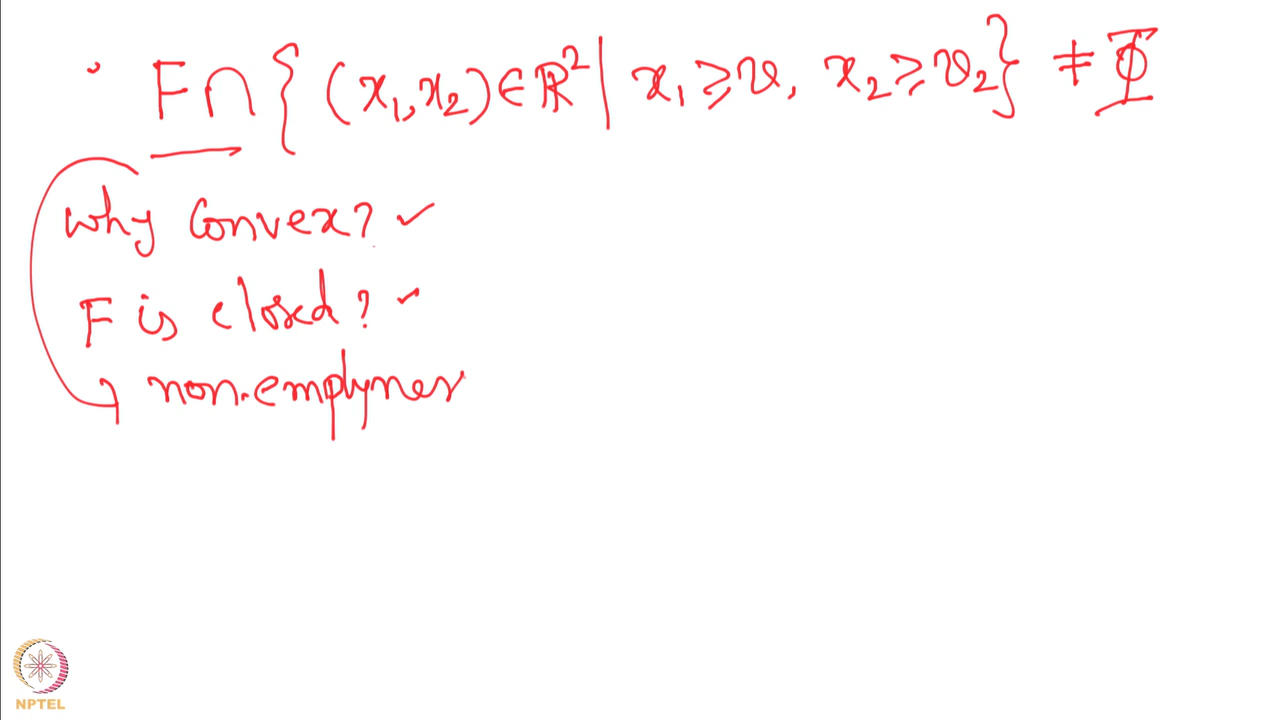 F∩{(x₁,x₂)∈ℝ² | x₁≥v, x₂≥v₂} ≠ Φ
why Convex? ✓
F is closed? ✓
non-emptyness
NPTEL